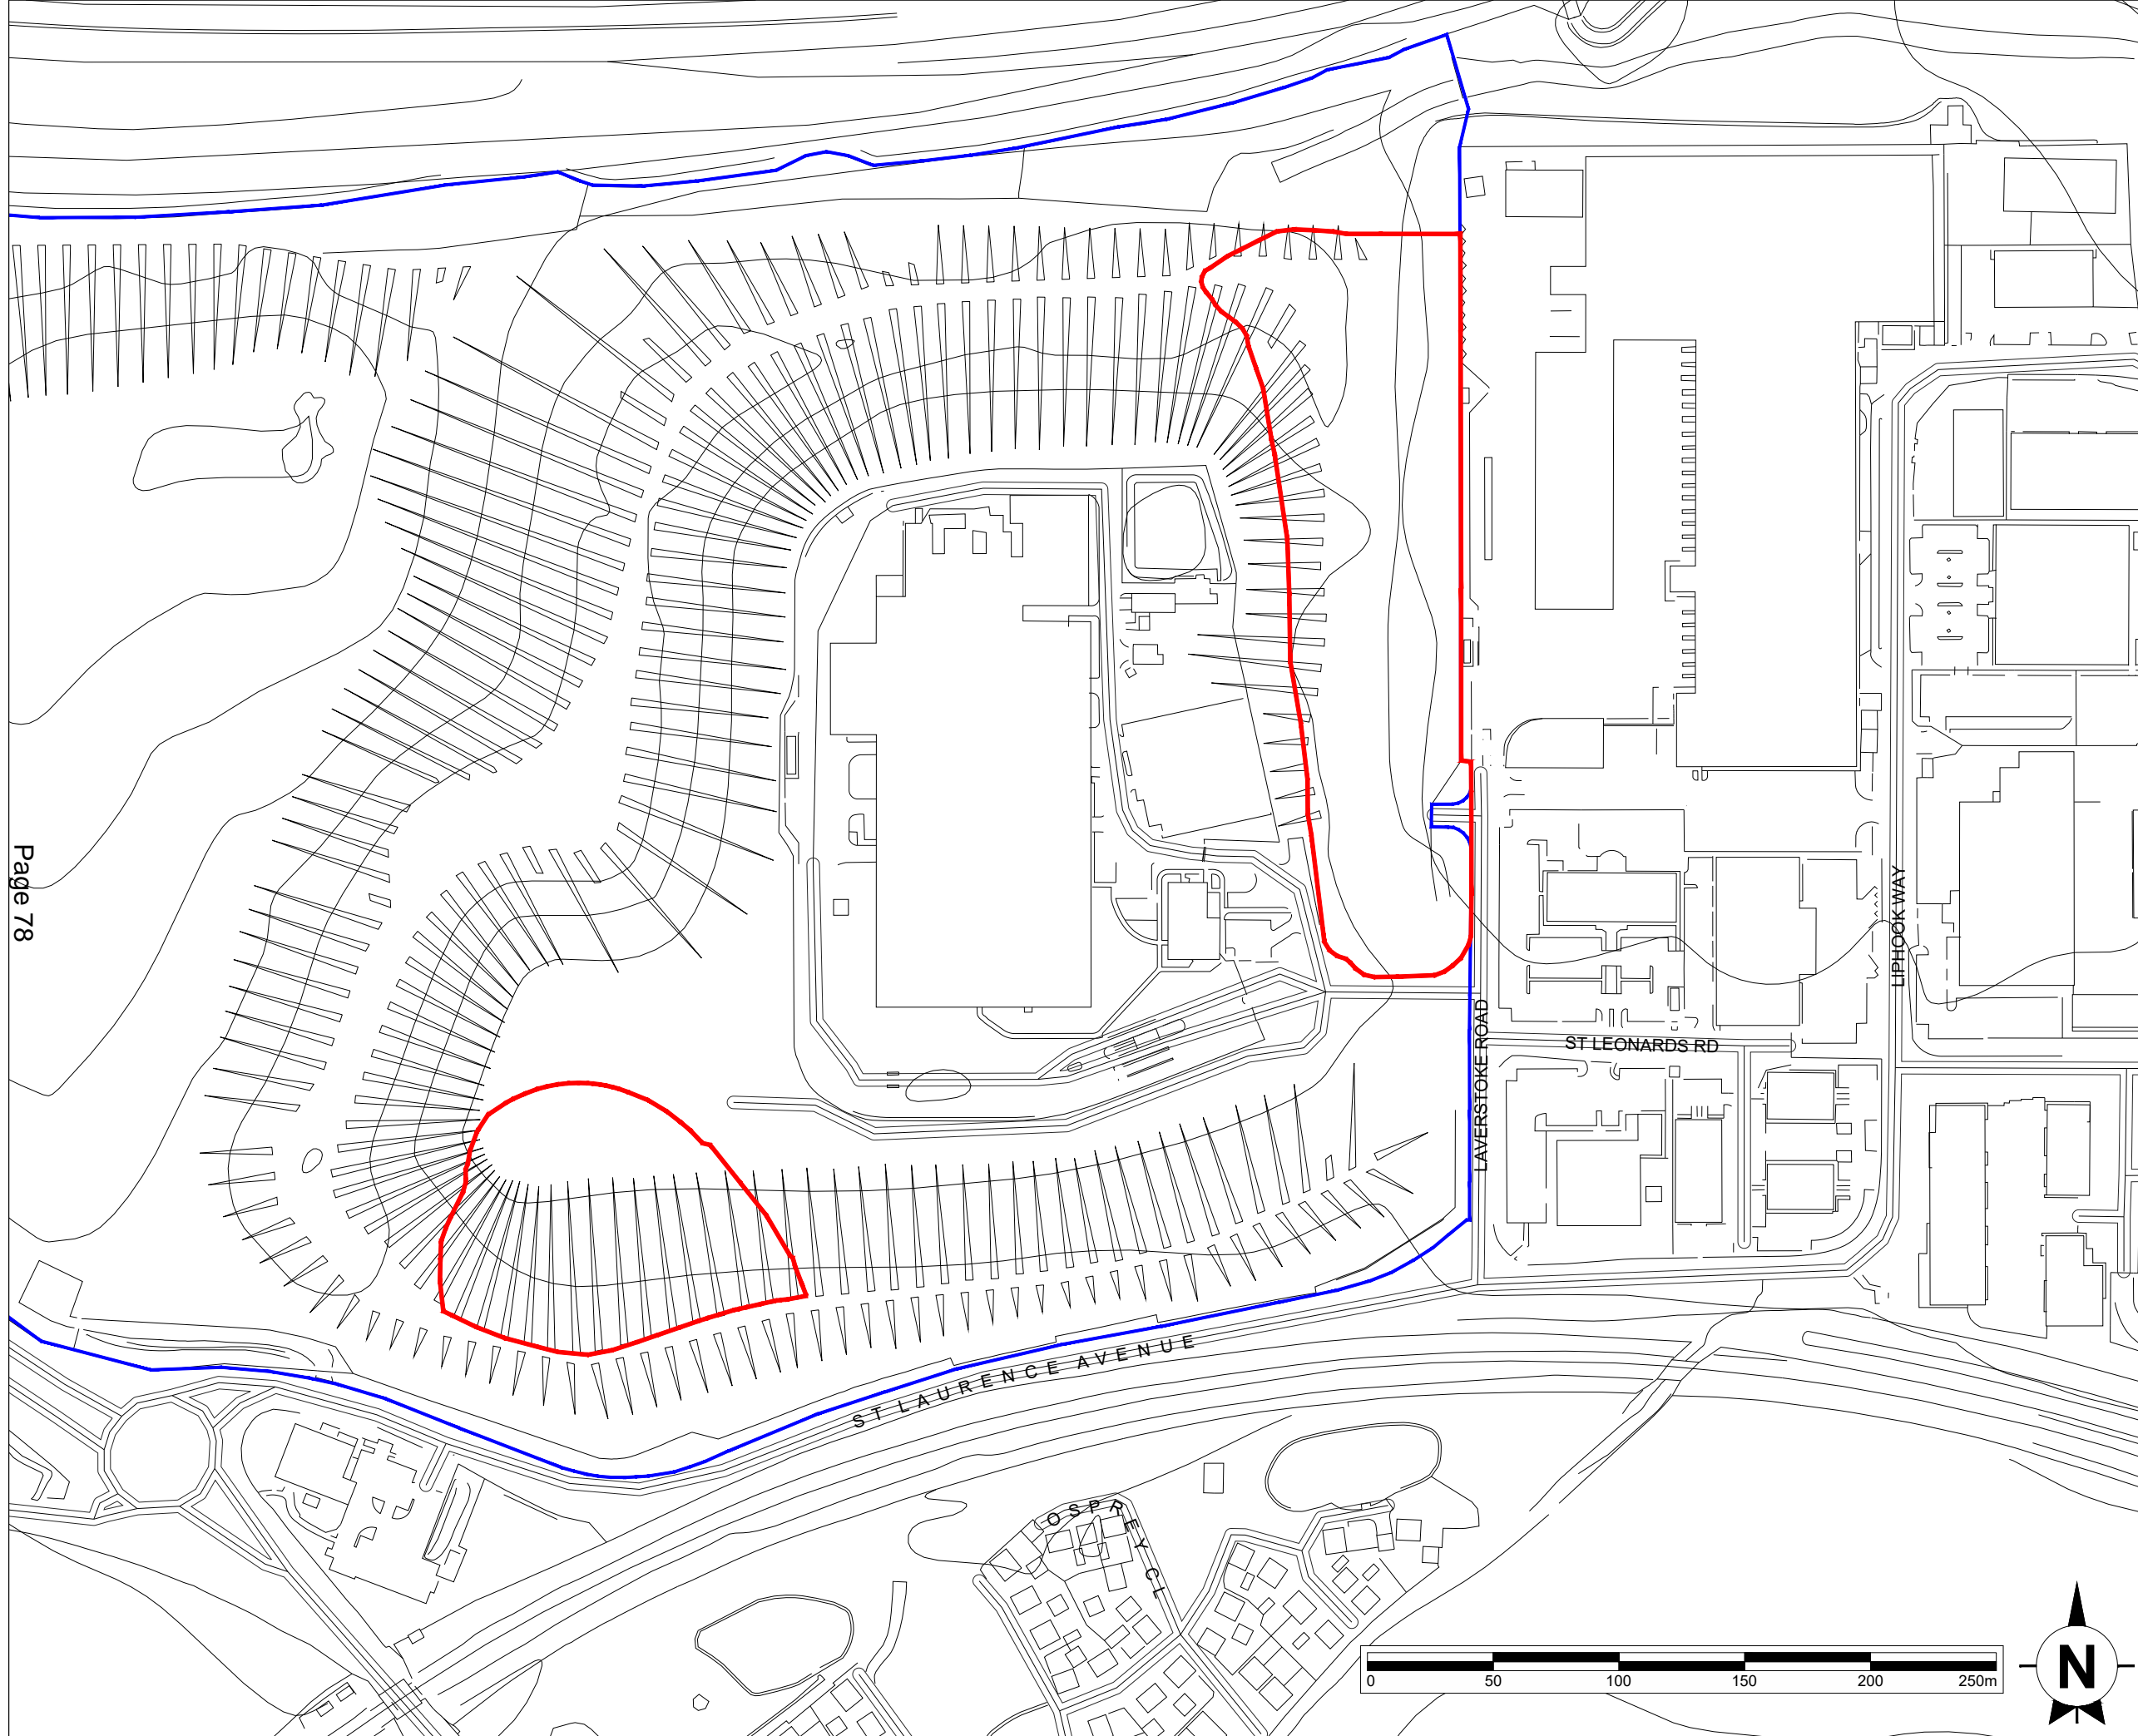 Page 78
LIPHOOK WAY
LAVERSTOKE ROAD
ST LEONARDS RD
ST LAURENCE AVENUE
OSPREY CL
0 50 100 150 200 250m
N